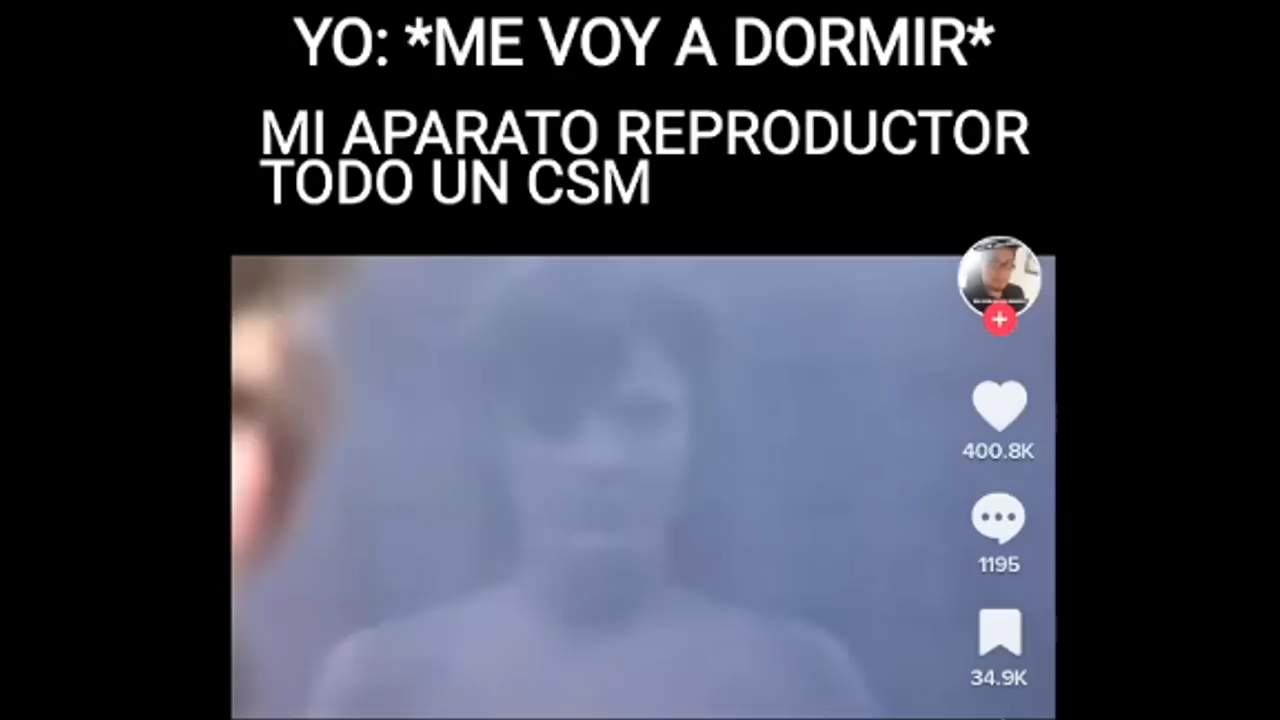 YO: *ME VOY A DORMIR*
MI APARATO REPRODUCTOR
TODO UN CSM
400.8K
1195
34.9K